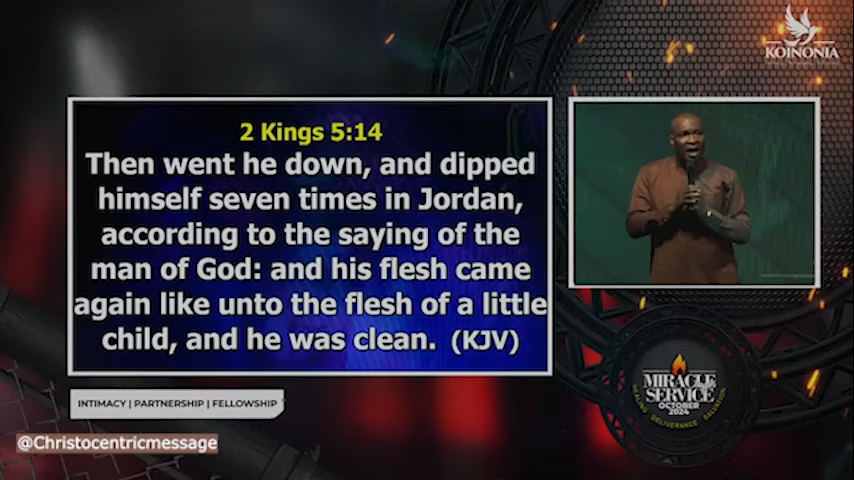 KOINONIA
2 Kings 5:14
Then went he down, and dipped
himself seven times in Jordan,
according to the saying of the
man of God: and his flesh came
again like unto the flesh of a little
child, and he was clean. (KJV)
INTIMACY | PARTNERSHIP | FELLOWSHIP
MIRACLE
SERVICE
OCTOBER
2024
HEALING DELIVERANCE SALVATION
@Christocentricmessage